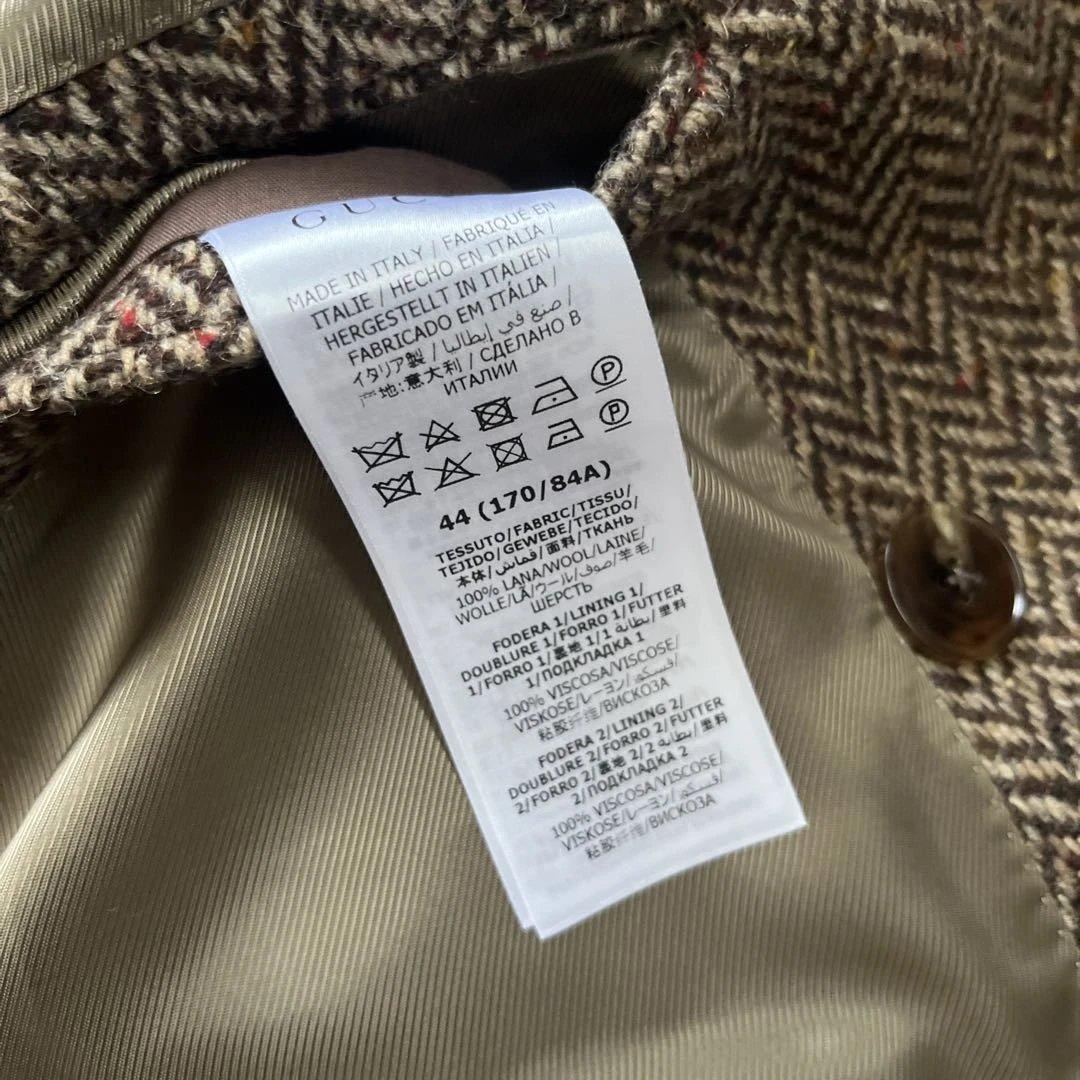 GUC
MADE IN ITALY / FABRIQUÉ EN
ITALIE / HECHO EN ITALIA /
HERGESTELLT IN ITALIEN /
FABRICADO EM ITÁLIA /
イタリア製 / صنع في إيطاليا /
产地:意大利 / СДЕЛАНО В
ИТАЛИИ
P
P
44 (170/84A)
TESSUTO/FABRIC/TISSU/
TEJIDO/GEWEBE/TECIDO/
本体/قماش/面料/ТКАНЬ
100% LANA/WOOL/LAINE/
WOLLE/LÃ/ウール/صوف/羊毛/
ШЕРСТЬ
FODERA 1/LINING 1/
DOUBLURE 1/FORRO 1/FUTTER
1/FORRO 1/裏地 1/1 بطانة/里料
1/ПОДКЛАДКА 1
100% VISCOSA/VISCOSE/
VISKOSE/レーヨン/فسكوز/
粘胶纤维/ВИСКОЗА
FODERA 2/LINING 2/
DOUBLURE 2/FORRO 2/FUTTER
2/FORRO 2/裏地 2/2 بطانة/里料
2/ПОДКЛАДКА 2
100% VISCOSA/VISCOSE/
VISKOSE/レーヨン/فسكوز/
粘胶纤维/ВИСКОЗА